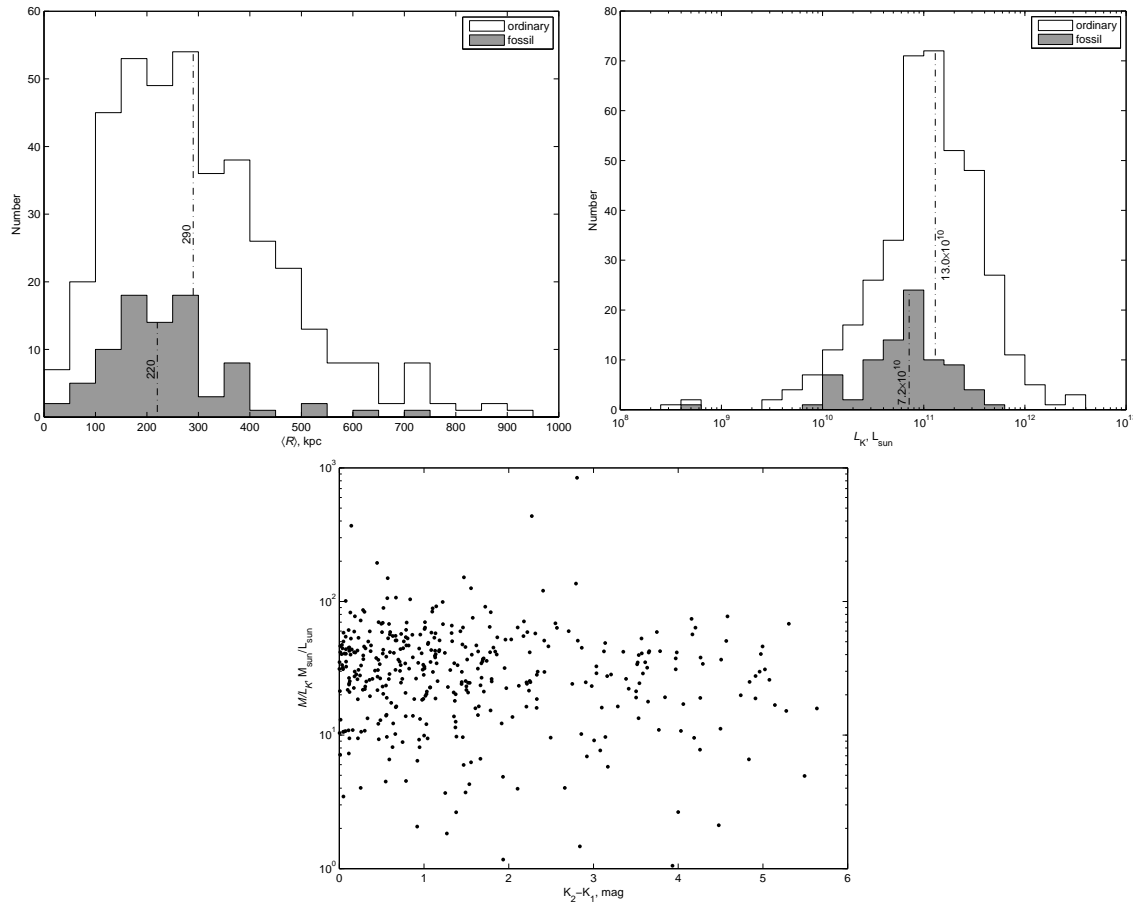 60
50
40
30
20
10
0
Number
ordinary
fossil
290
220
0 100 200 300 400 500 600 700 800 900 1000
⟨R⟩, kpc
80
70
60
50
40
30
20
10
0
Number
ordinary
fossil
13.0×10¹⁰
7.2×10¹⁰
10⁸ 10⁹ 10¹⁰ 10¹¹ 10¹² 10¹³
L_K, L_sun
10³
10²
10¹
10⁰
M/L_K, M_sun/L_sun
0 1 2 3 4 5 6
K₂−K₁, mag